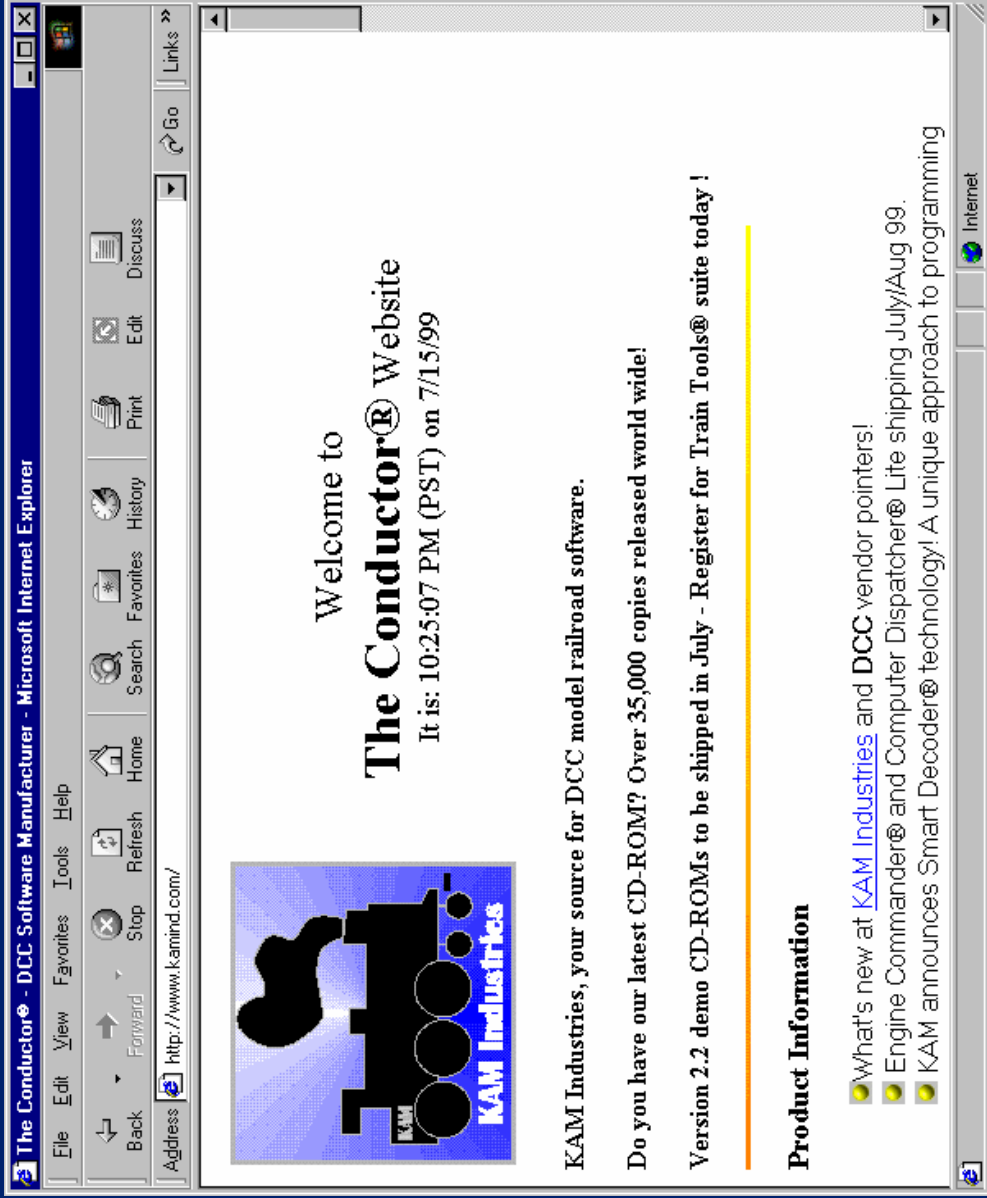 The Conductor® - DCC Software Manufacturer - Microsoft Internet Explorer
File Edit View Favorites Tools Help
Back Forward Stop Refresh Home Search Favorites History Print Edit Discuss
Address http://www.kamind.com/ Go Links »
KAM
KAM Industries
Welcome to
The Conductor® Website
It is: 10:25:07 PM (PST) on 7/15/99
KAM Industries, your source for DCC model railroad software.
Do you have our latest CD-ROM? Over 35,000 copies released world wide!
Version 2.2 demo CD-ROMs to be shipped in July - Register for Train Tools® suite today !
Product Information
What's new at KAM Industries and DCC vendor pointers!
Engine Commander® and Computer Dispatcher® Lite shipping July/Aug 99.
KAM announces Smart Decoder® technology! A unique approach to programming
Internet